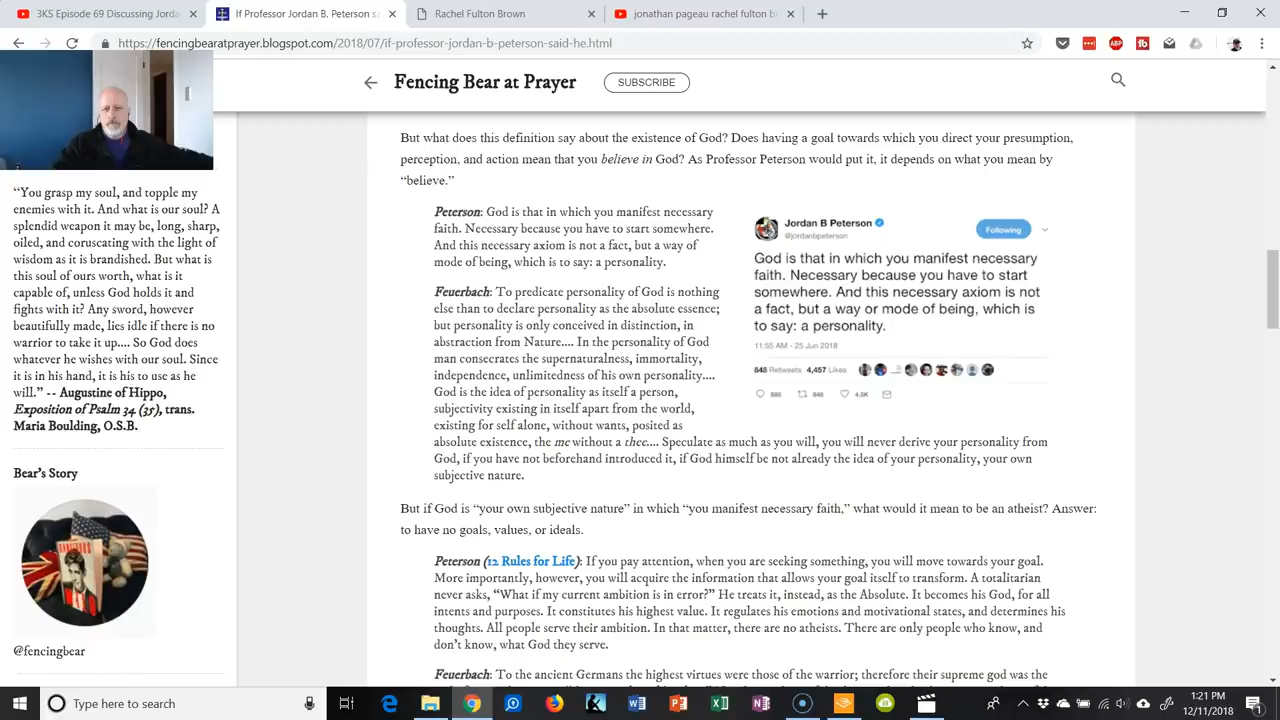 3KS Episode 69 Discussing Jorda
If Professor Jordan B. Peterson sa
Rachel Fulton Brown
jonathan pageau rachel fulton b
https://fencingbearatprayer.blogspot.com/2018/07/if-professor-jordan-b-peterson-said-he.html
Fencing Bear at Prayer
SUBSCRIBE
“You grasp my soul, and topple my
enemies with it. And what is our soul? A
splendid weapon it may be, long, sharp,
oiled, and coruscating with the light of
wisdom as it is brandished. But what is
this soul of ours worth, what is it
capable of, unless God holds it and
fights with it? Any sword, however
beautifully made, lies idle if there is no
warrior to take it up.... So God does
whatever he wishes with our soul. Since
it is in his hand, it is his to use as he
will.” -- Augustine of Hippo,
Exposition of Psalm 34 (35), trans.
Maria Boulding, O.S.B.
Bear's Story
@fencingbear
But what does this definition say about the existence of God? Does having a goal towards which you direct your presumption,
perception, and action mean that you believe in God? As Professor Peterson would put it, it depends on what you mean by
“believe.”
Peterson: God is that in which you manifest necessary
faith. Necessary because you have to start somewhere.
And this necessary axiom is not a fact, but a way of
mode of being, which is to say: a personality.
Feuerbach: To predicate personality of God is nothing
else than to declare personality as the absolute essence;
but personality is only conceived in distinction, in
abstraction from Nature.... In the personality of God
man consecrates the supernaturalness, immortality,
independence, unlimitedness of his own personality....
God is the idea of personality as itself a person,
subjectivity existing in itself apart from the world,
existing for self alone, without wants, posited as
absolute existence, the me without a thee.... Speculate as much as you will, you will never derive your personality from
God, if you have not beforehand introduced it, if God himself be not already the idea of your personality, your own
subjective nature.
Jordan B Peterson
@jordanbpeterson
Following
God is that in which you manifest necessary
faith. Necessary because you have to start
somewhere. And this necessary axiom is not
a fact, but a way or mode of being, which is
to say: a personality.
11:55 AM - 25 Jun 2018
848 Retweets 4,457 Likes
848 4.5K
But if God is “your own subjective nature” in which “you manifest necessary faith,” what would it mean to be an atheist? Answer:
to have no goals, values, or ideals.
Peterson (12 Rules for Life): If you pay attention, when you are seeking something, you will move towards your goal.
More importantly, however, you will acquire the information that allows your goal itself to transform. A totalitarian
never asks, “What if my current ambition is in error?” He treats it, instead, as the Absolute. It becomes his God, for all
intents and purposes. It constitutes his highest value. It regulates his emotions and motivational states, and determines his
thoughts. All people serve their ambition. In that matter, there are no atheists. There are only people who know, and
don't know, what God they serve.
Feuerbach: To the ancient Germans the highest virtues were those of the warrior; therefore their supreme god was the
Type here to search
1:21 PM
12/11/2018